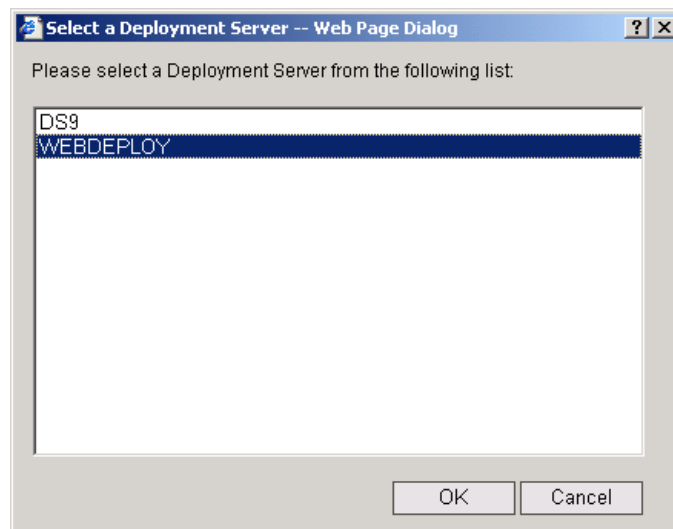 Select a Deployment Server -- Web Page Dialog
Please select a Deployment Server from the following list:
DS9
WEBDEPLOY
OK
Cancel